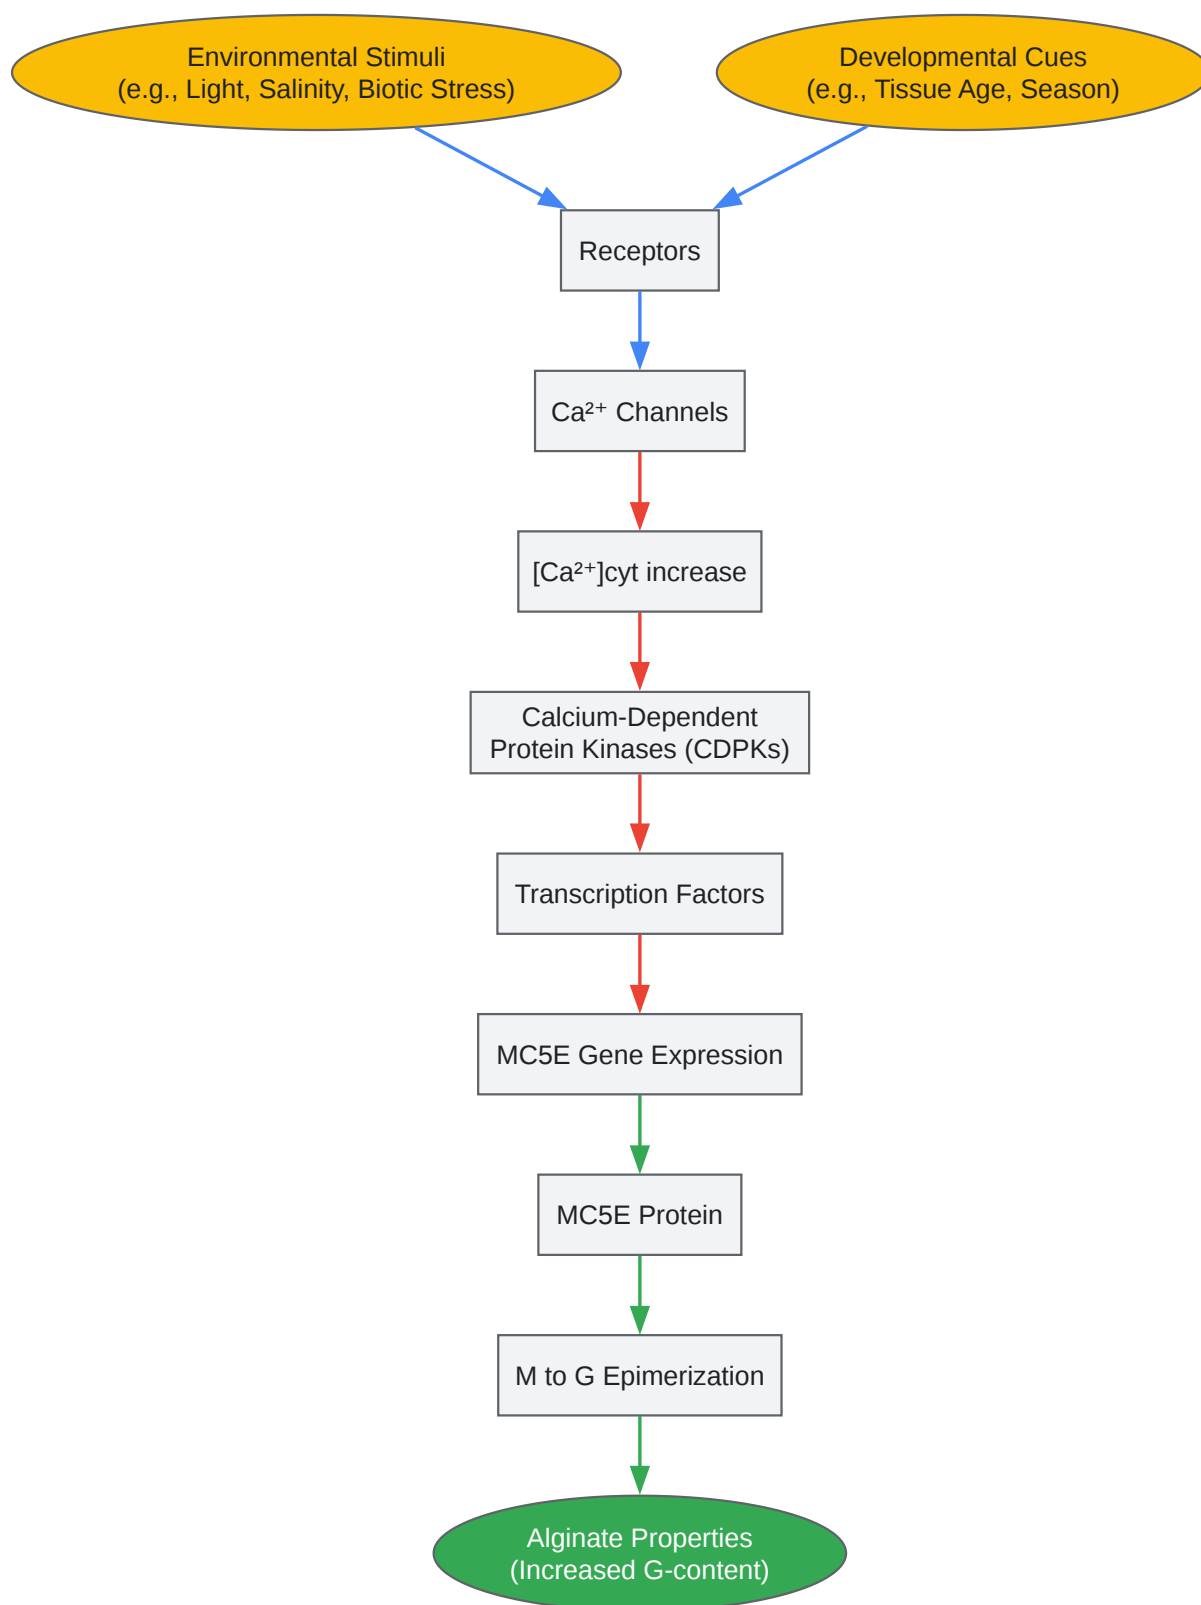 Environmental Stimuli
(e.g., Light, Salinity, Biotic Stress)
Developmental Cues
(e.g., Tissue Age, Season)
Receptors
Ca²⁺ Channels
[Ca²⁺]cyt increase
Calcium-Dependent
Protein Kinases (CDPKs)
Transcription Factors
MC5E Gene Expression
MC5E Protein
M to G Epimerization
Alginate Properties
(Increased G-content)